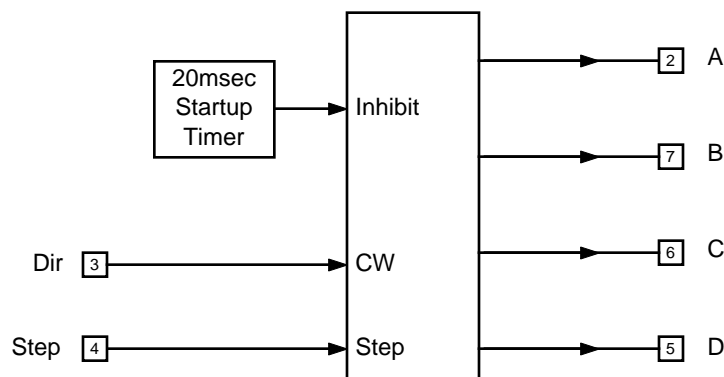 2 A
20msec
Startup
Timer
Inhibit
7 B
Dir 3 CW 6 C
Step 4 Step 5 D